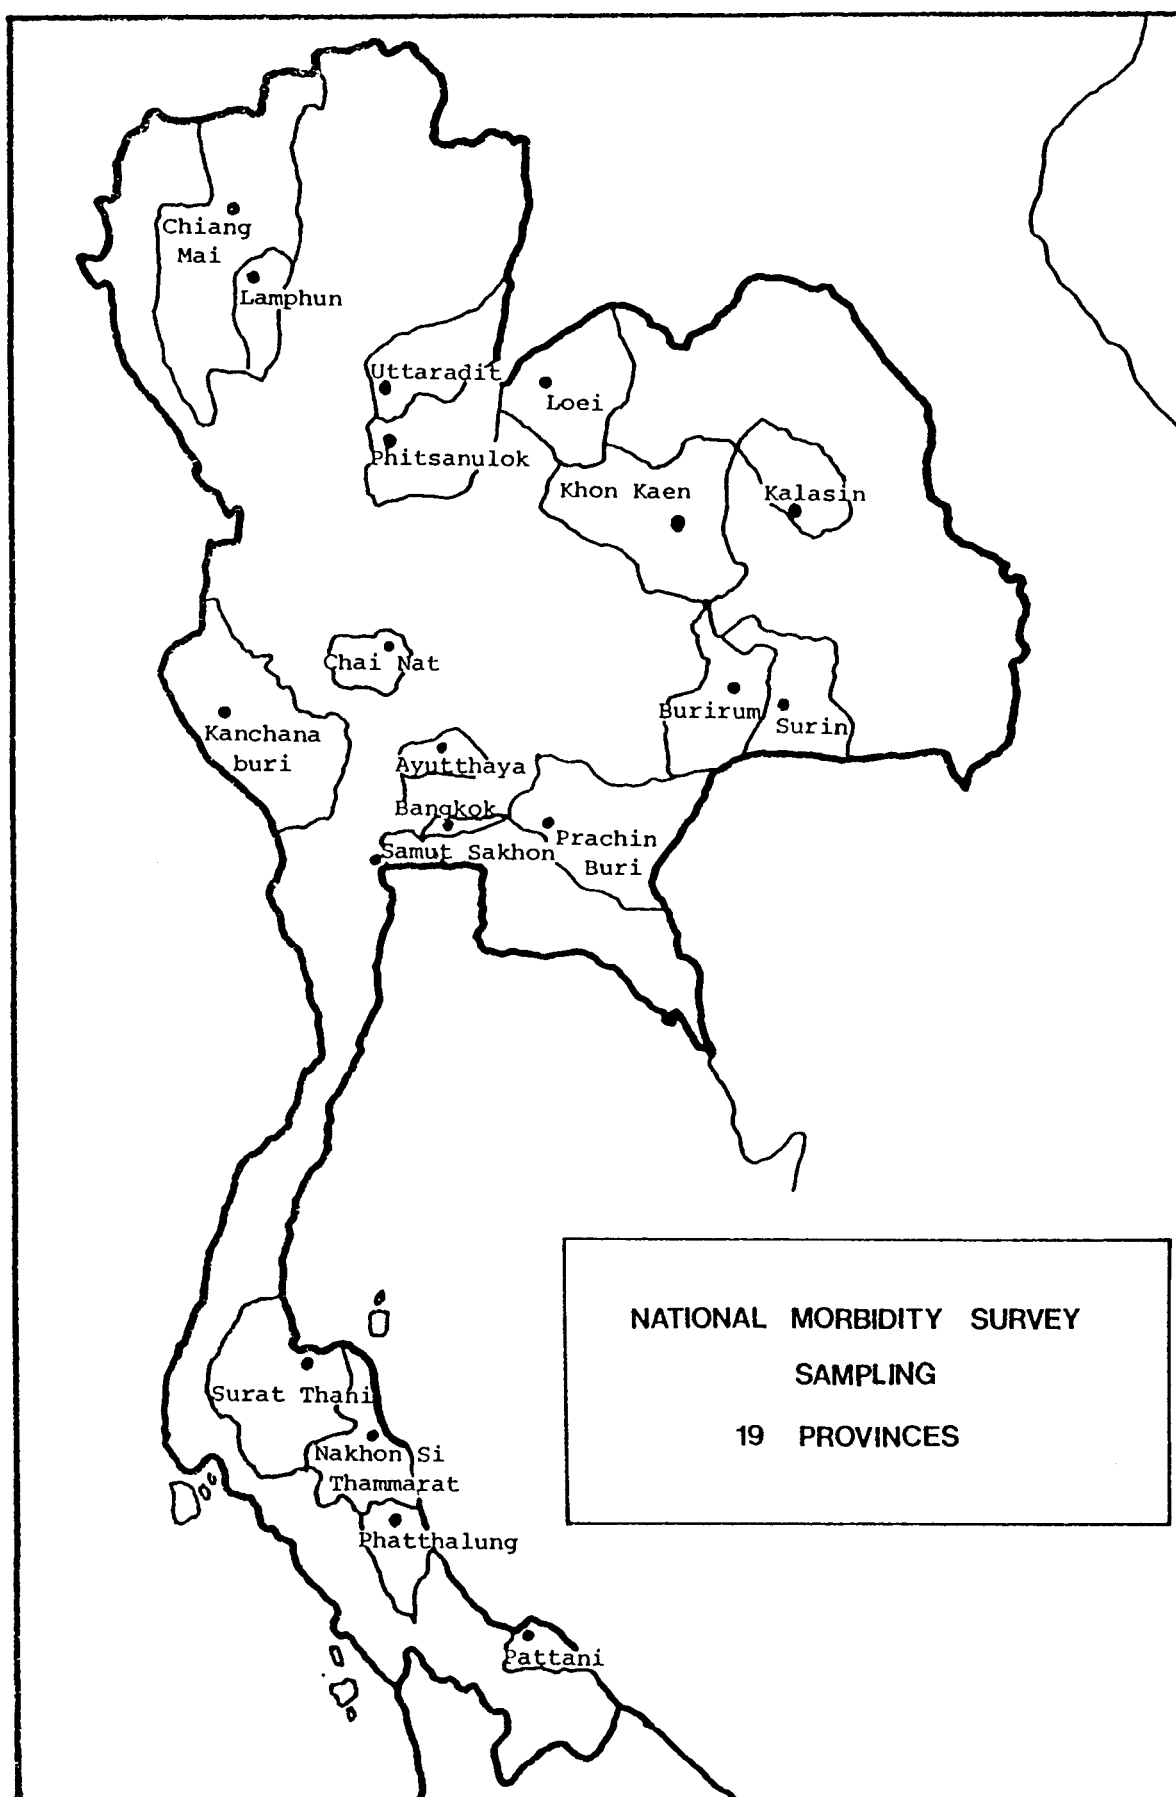 Chiang
Mai
Lamphun
Uttaradit
Loei
Phitsanulok
Khon Kaen
Kalasin
Chai Nat
Burirum
Surin
Kanchana
buri
Ayutthaya
Bangkok
Prachin
Buri
Samut Sakhon
NATIONAL MORBIDITY SURVEY
SAMPLING
19 PROVINCES
Surat Thani
Nakhon Si
Thammarat
Phatthalung
Pattani